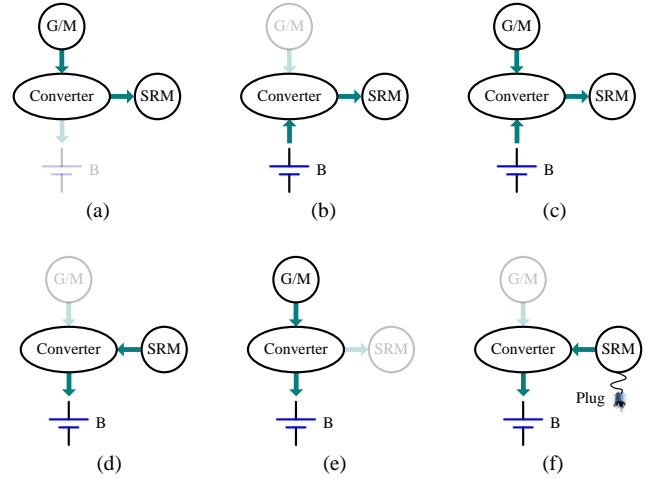 G/M
Converter
SRM
B
(a)
G/M
Converter
SRM
B
(b)
G/M
Converter
SRM
B
(c)
G/M
Converter
SRM
B
(d)
G/M
Converter
SRM
B
(e)
G/M
Converter
SRM
Plug
B
(f)